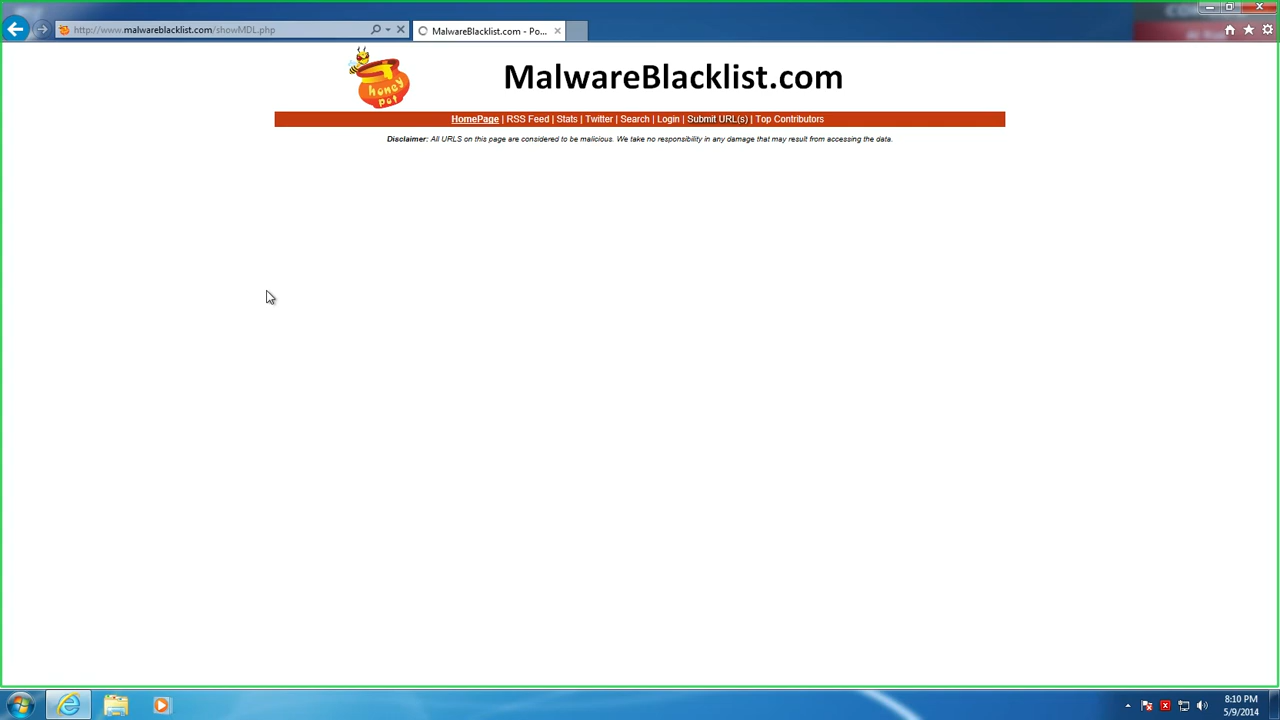 http://www.malwareblacklist.com/showMDL.php
MalwareBlacklist.com - Po...
honey
pot
MalwareBlacklist.com
HomePage | RSS Feed | Stats | Twitter | Search | Login | Submit URL(s) | Top Contributors
Disclaimer: All URLS on this page are considered to be malicious. We take no responsibility in any damage that may result from accessing the data.
8:10 PM
5/9/2014